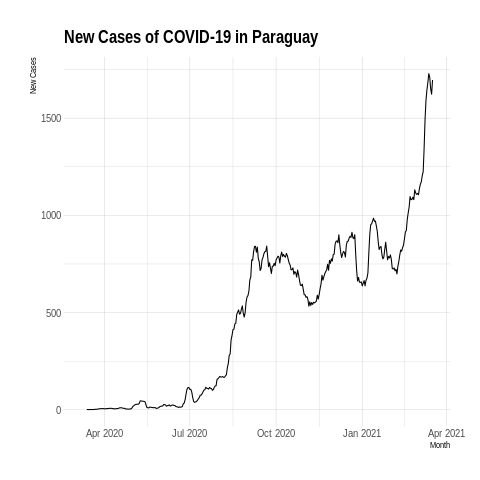 New Cases of COVID-19 in Paraguay
New Cases
1500
1000
500
0
Apr 2020 Jul 2020 Oct 2020 Jan 2021 Apr 2021
Month